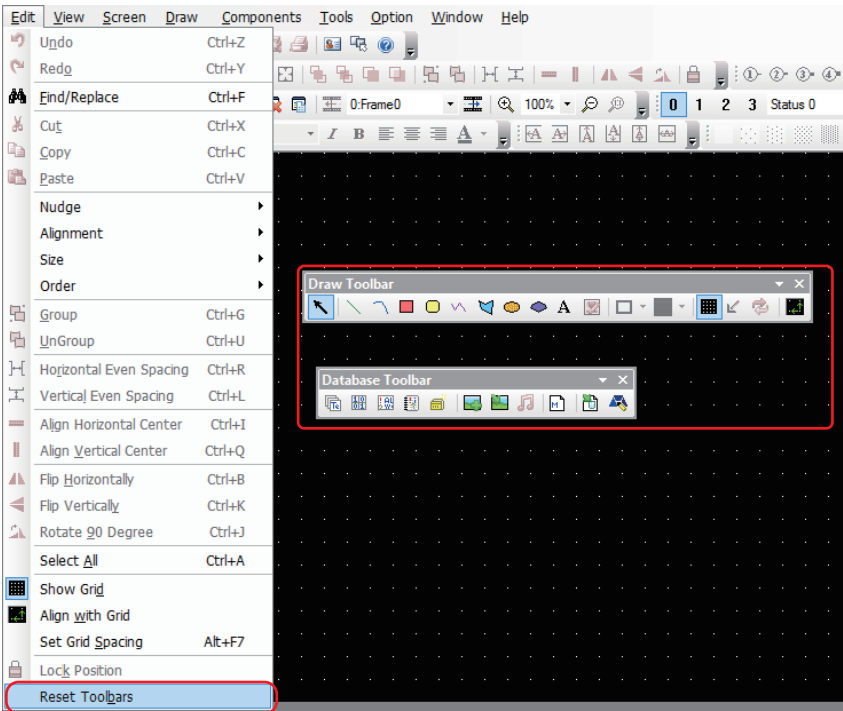 Edit View Screen Draw Components Tools Option Window Help
Undo Ctrl+Z
Redo Ctrl+Y
Find/Replace Ctrl+F
0:Frame0 100% 0 1 2 3 Status 0
Cut Ctrl+X
I B A
Copy Ctrl+C
Paste Ctrl+V
Nudge
Alignment
Size
Draw Toolbar
Order
A
Group Ctrl+G
UnGroup Ctrl+U
Horizontal Even Spacing Ctrl+R
Database Toolbar
Vertical Even Spacing Ctrl+L
Align Horizontal Center Ctrl+I
Align Vertical Center Ctrl+Q
Flip Horizontally Ctrl+B
Flip Vertically Ctrl+K
Rotate 90 Degree Ctrl+J
Select All Ctrl+A
Show Grid
Align with Grid
Set Grid Spacing Alt+F7
Lock Position
Reset Toolbars